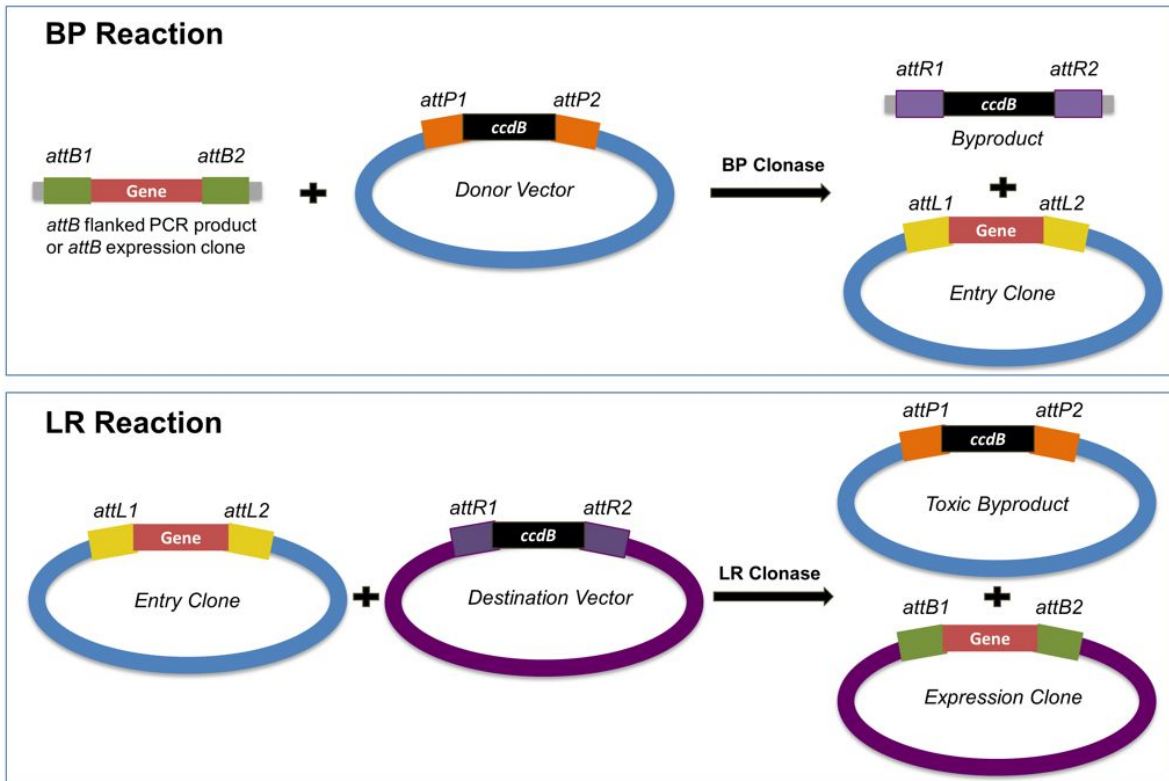 BP Reaction
attB1
attB2
Gene
attB flanked PCR product
or attB expression clone
attP1
attP2
ccdB
Donor Vector
BP Clonase
attR1
attR2
ccdB
Byproduct
attL1
attL2
Gene
Entry Clone
LR Reaction
attL1
attL2
Gene
Entry Clone
attR1
attR2
ccdB
Destination Vector
LR Clonase
attP1
attP2
ccdB
Toxic Byproduct
attB1
attB2
Gene
Expression Clone